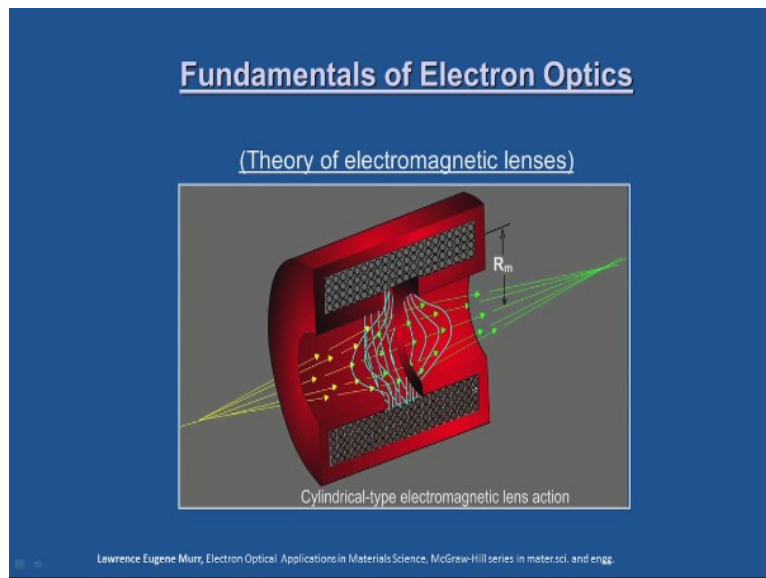 Fundamentals of Electron Optics
(Theory of electromagnetic lenses)
Rm
Cylindrical-type electromagnetic lens action
Lawrence Eugene Murr, Electron Optical Applications in Materials Science, McGraw-Hill series in mater.sci. and engg.